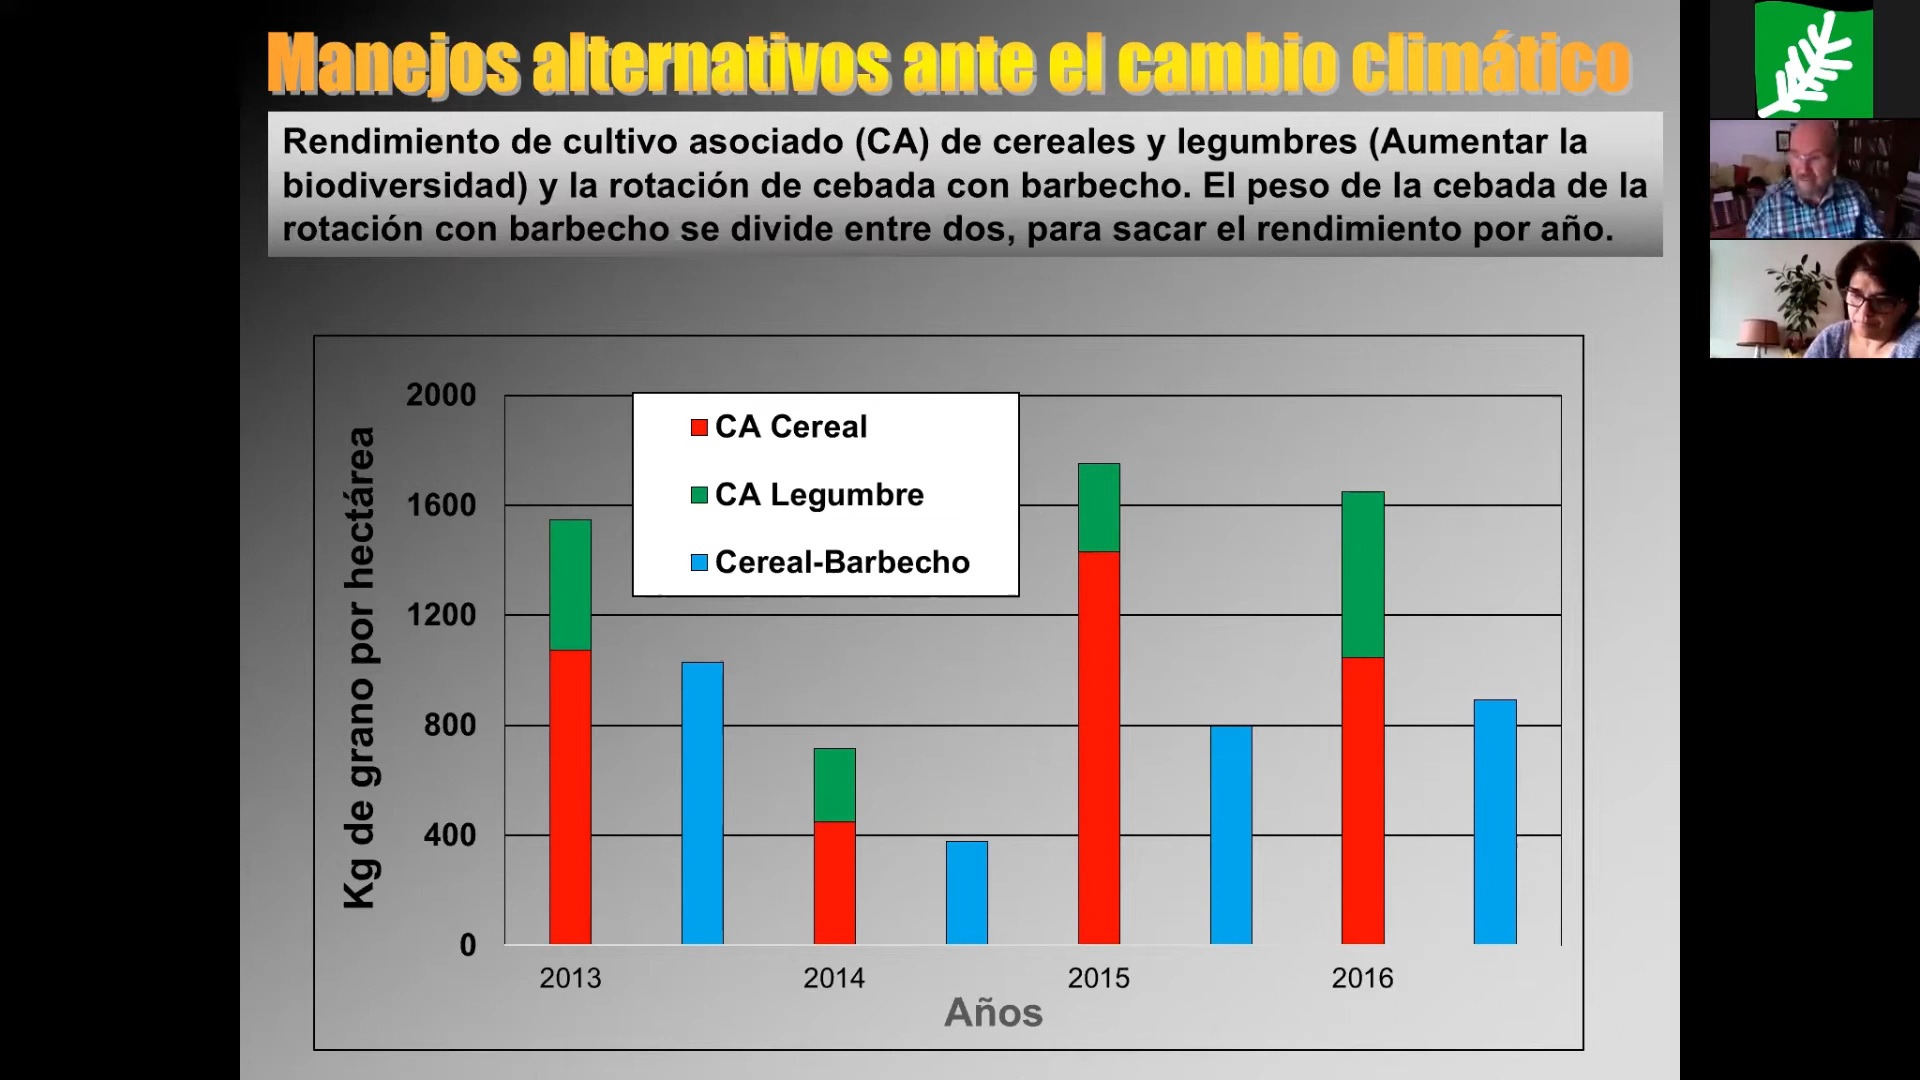 Manejos alternativos ante el cambio climático
Rendimiento de cultivo asociado (CA) de cereales y legumbres (Aumentar la
biodiversidad) y la rotación de cebada con barbecho. El peso de la cebada de la
rotación con barbecho se divide entre dos, para sacar el rendimiento por año.
Kg de grano por hectárea
2000
1600
1200
800
400
0
CA Cereal
CA Legumbre
Cereal-Barbecho
2013
2014
2015
2016
Años